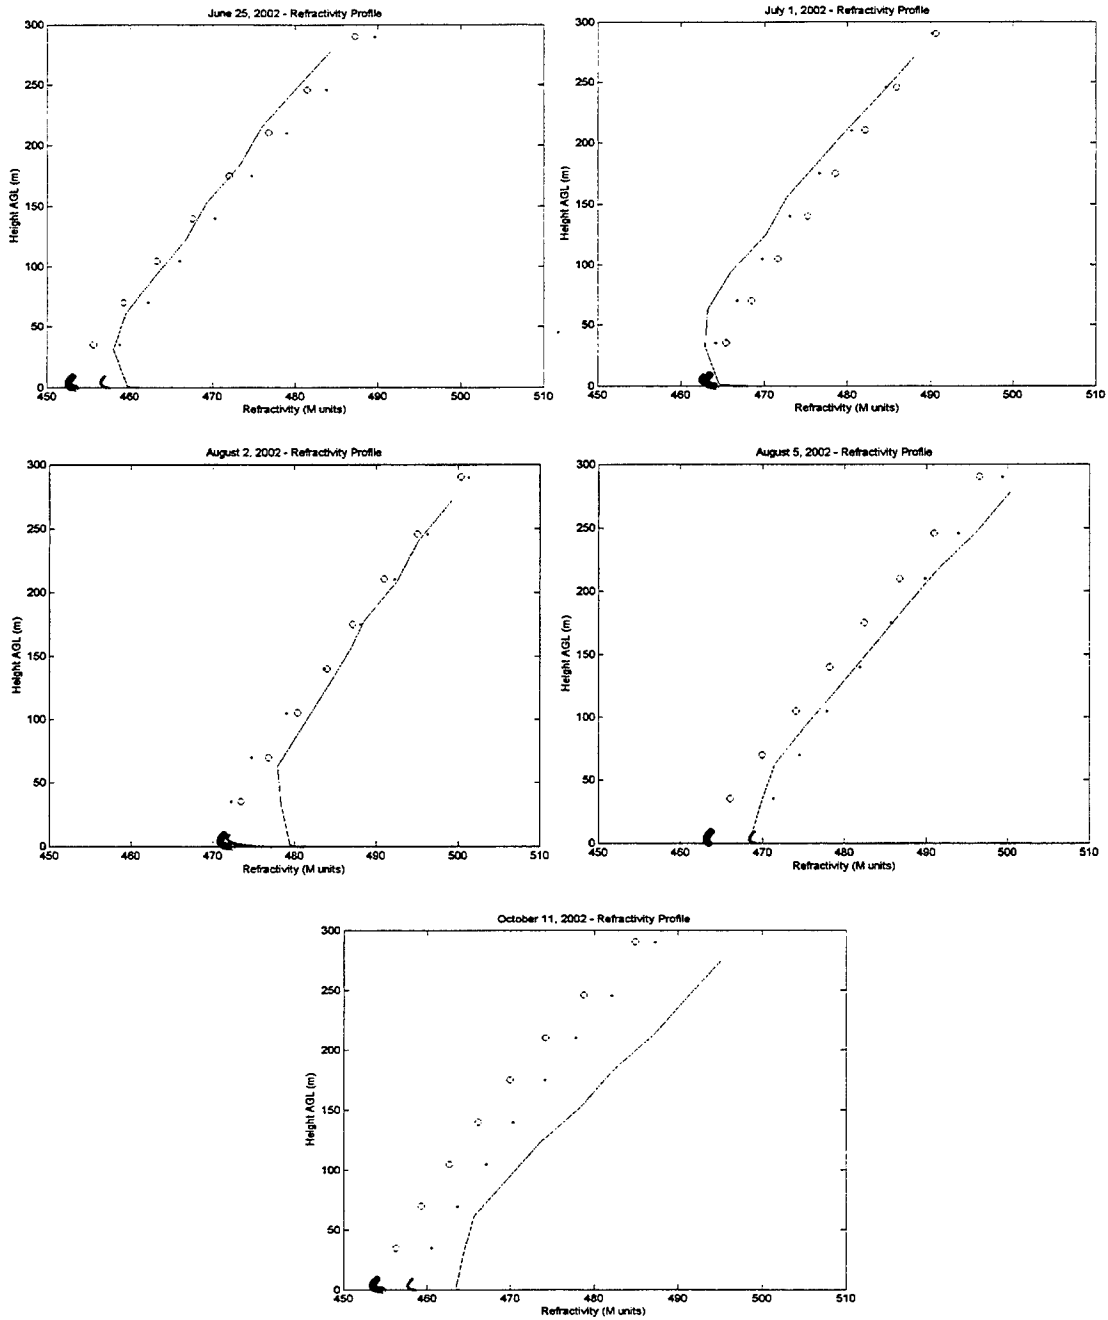 June 25, 2002 - Refractivity Profile
300
250
200
150
100
50
0
Height AGL (m)
450 460 470 480 490 500 510
Refractivity (M units)
July 1, 2002 - Refractivity Profile
300
250
200
150
100
50
0
Height AGL (m)
450 460 470 480 490 500 510
Refractivity (M units)
August 2, 2002 - Refractivity Profile
300
250
200
150
100
50
0
Height AGL (m)
450 460 470 480 490 500 510
Refractivity (M units)
August 5, 2002 - Refractivity Profile
300
250
200
150
100
50
0
Height AGL (m)
450 460 470 480 490 500 510
Refractivity (M units)
October 11, 2002 - Refractivity Profile
300
250
200
150
100
50
0
Height AGL (m)
450 460 470 480 490 500 510
Refractivity (M units)